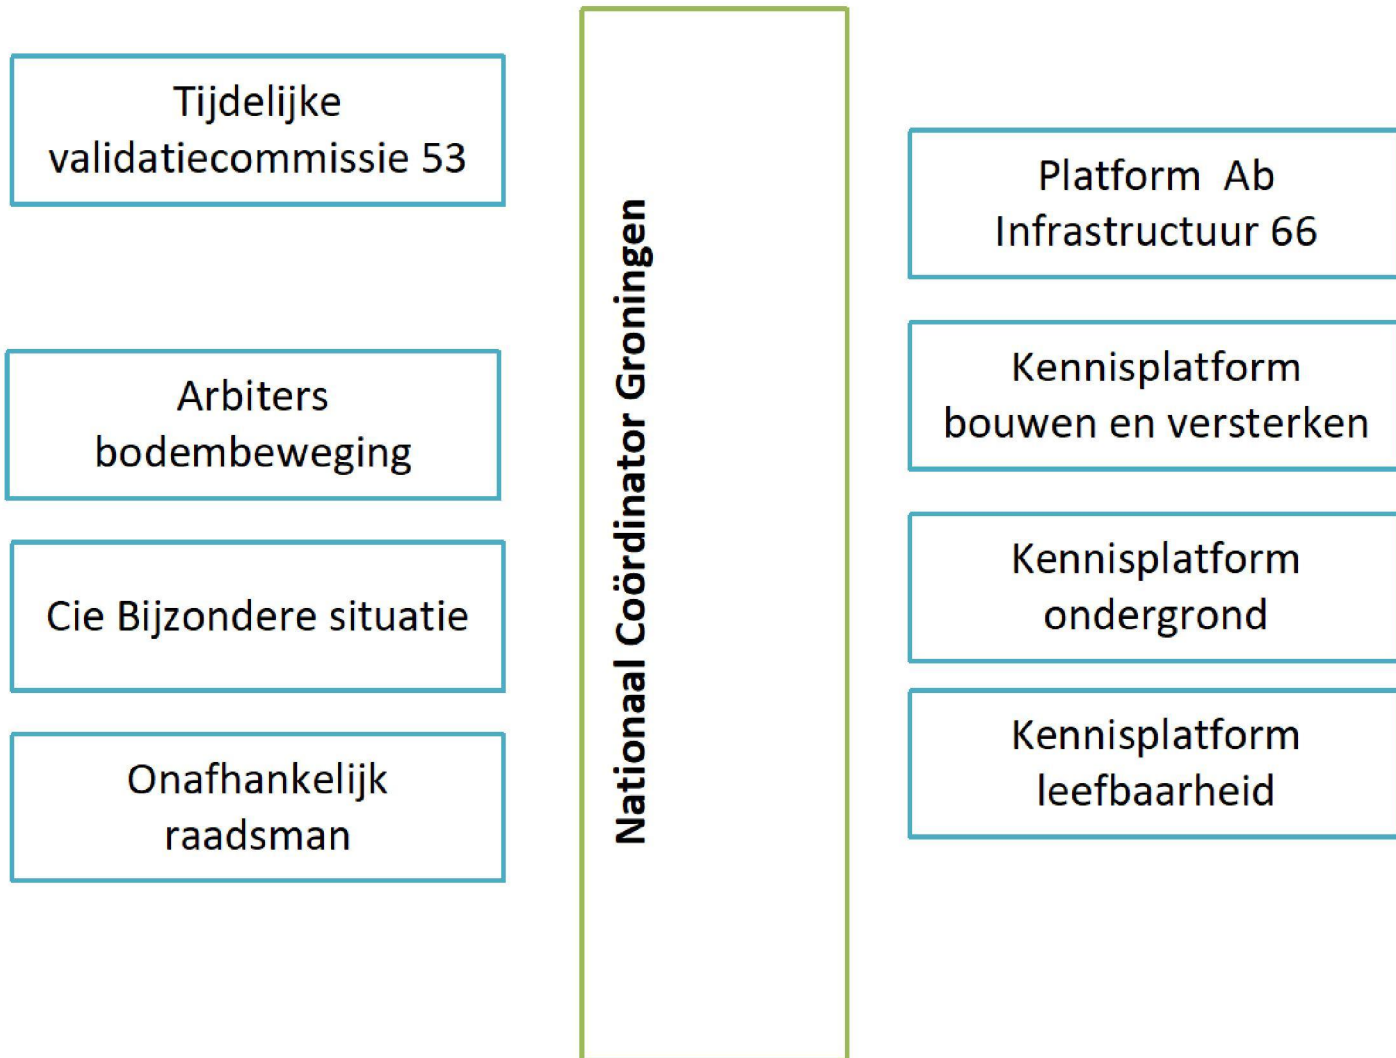 Tijdelijke
validatiecommissie 53
Arbiters
bodembeweging
Cie Bijzondere situatie
Onafhankelijk
raadsman
Nationaal Coördinator Groningen
Platform  Ab
Infrastructuur 66
Kennisplatform
bouwen en versterken
Kennisplatform
ondergrond
Kennisplatform
leefbaarheid